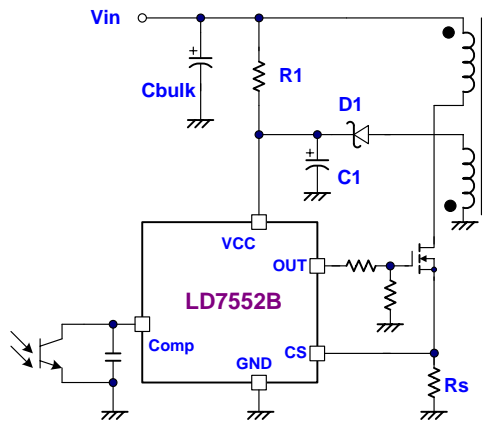 Vin
Cbulk
R1
D1
C1
VCC
OUT
LD7552B
Comp
CS
GND
Rs